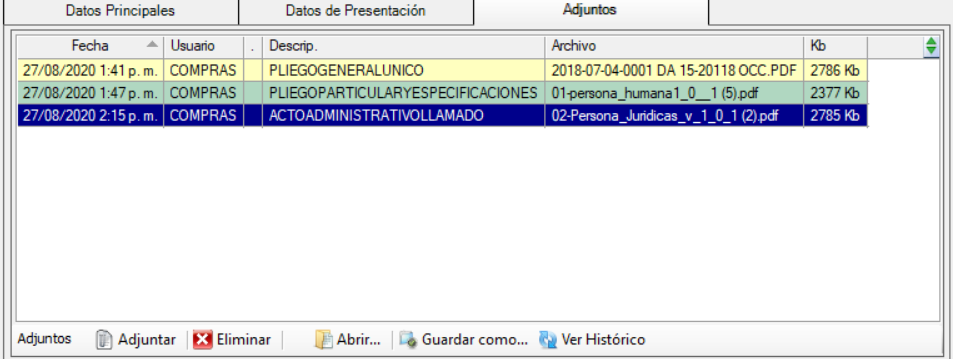 Datos Principales Datos de Presentación Adjuntos
Fecha Usuario . Descrip. Archivo Kb
27/08/2020 1:41 p. m. COMPRAS PLIEGOGENERALUNICO 2018-07-04-0001 DA 15-20118 OCC.PDF 2786 Kb
27/08/2020 1:47 p. m. COMPRAS PLIEGOPARTICULARYESPECIFICACIONES 01-persona_humana1_0__1 (5).pdf 2377 Kb
27/08/2020 2:15 p. m. COMPRAS ACTOADMINISTRATIVOLLAMADO 02-Persona_Juridicas_v_1_0_1 (2).pdf 2785 Kb
Adjuntos Adjuntar Eliminar Abrir... Guardar como... Ver Histórico